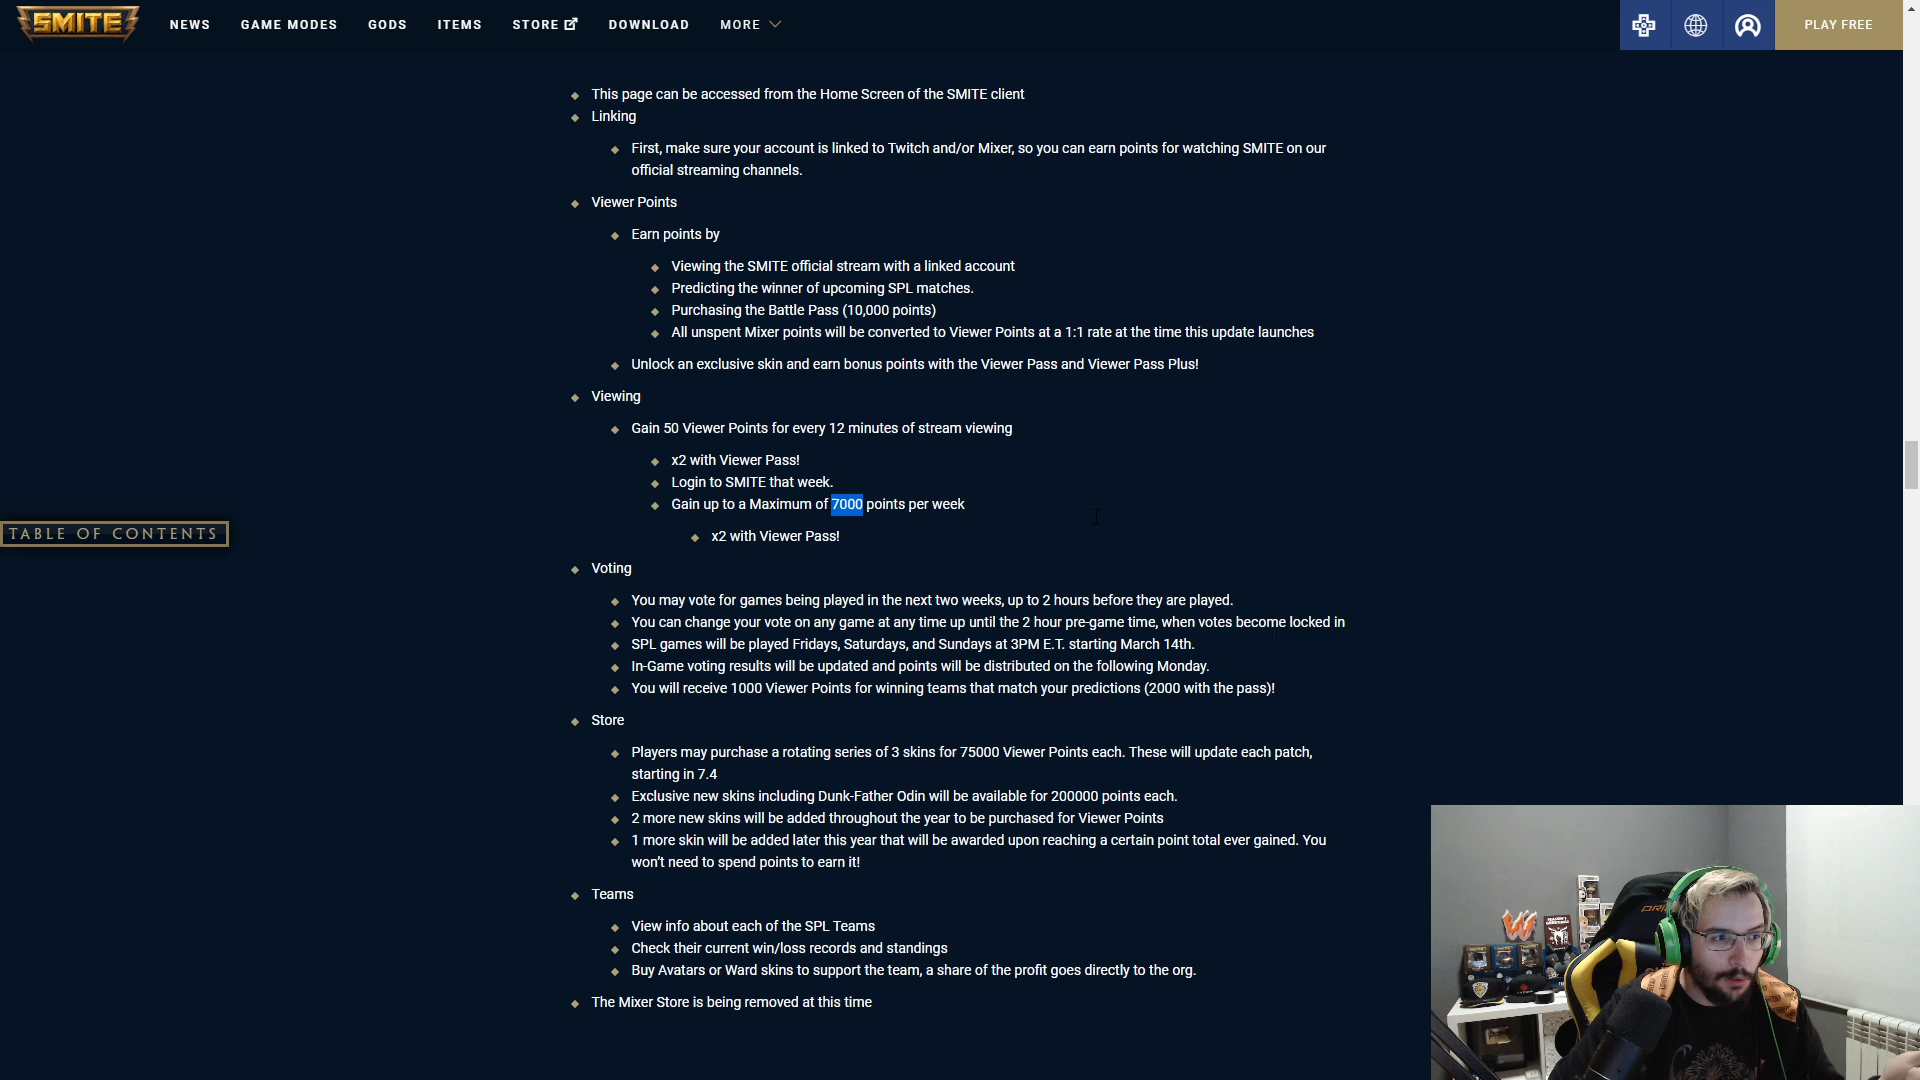 SMITE
NEWS
GAME MODES
GODS
ITEMS
STORE
DOWNLOAD
MORE
PLAY FREE
This page can be accessed from the Home Screen of the SMITE client
Linking
First, make sure your account is linked to Twitch and/or Mixer, so you can earn points for watching SMITE on our
official streaming channels.
Viewer Points
Earn points by
Viewing the SMITE official stream with a linked account
Predicting the winner of upcoming SPL matches.
Purchasing the Battle Pass (10,000 points)
All unspent Mixer points will be converted to Viewer Points at a 1:1 rate at the time this update launches
Unlock an exclusive skin and earn bonus points with the Viewer Pass and Viewer Pass Plus!
Viewing
Gain 50 Viewer Points for every 12 minutes of stream viewing
x2 with Viewer Pass!
Login to SMITE that week.
Gain up to a Maximum of 7000 points per week
x2 with Viewer Pass!
TABLE OF CONTENTS
Voting
You may vote for games being played in the next two weeks, up to 2 hours before they are played.
You can change your vote on any game at any time up until the 2 hour pre-game time, when votes become locked in
SPL games will be played Fridays, Saturdays, and Sundays at 3PM E.T. starting March 14th.
In-Game voting results will be updated and points will be distributed on the following Monday.
You will receive 1000 Viewer Points for winning teams that match your predictions (2000 with the pass)!
Store
Players may purchase a rotating series of 3 skins for 75000 Viewer Points each. These will update each patch,
starting in 7.4
Exclusive new skins including Dunk-Father Odin will be available for 200000 points each.
2 more new skins will be added throughout the year to be purchased for Viewer Points
1 more skin will be added later this year that will be awarded upon reaching a certain point total ever gained. You
won't need to spend points to earn it!
Teams
View info about each of the SPL Teams
Check their current win/loss records and standings
Buy Avatars or Ward skins to support the team, a share of the profit goes directly to the org.
The Mixer Store is being removed at this time